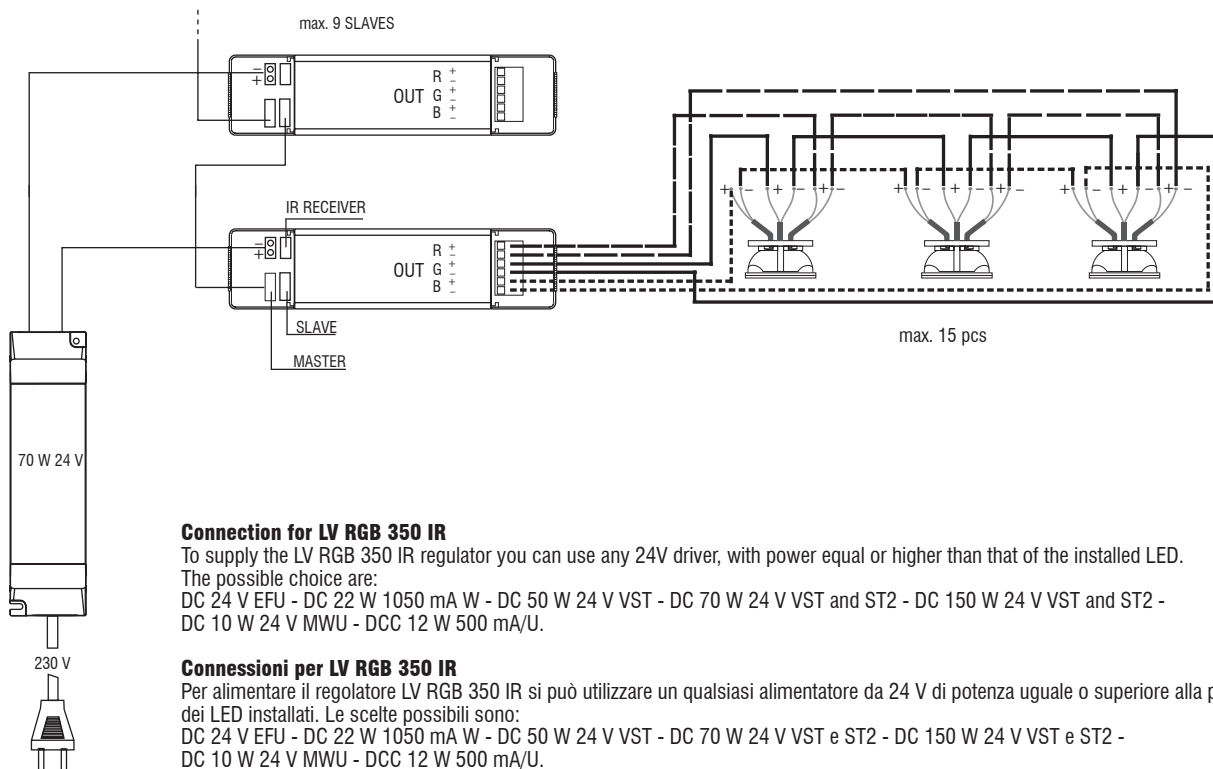 max. 9 SLAVES
−
+
R + −
OUT G + −
B + −
IR RECEIVER
−
+
R + −
OUT G + −
B + −
+ − + − + − + − + − + − + − + − + −
SLAVE
MASTER
max. 15 pcs
70 W 24 V
230 V
Connection for LV RGB 350 IR
To supply the LV RGB 350 IR regulator you can use any 24V driver, with power equal or higher than that of the installed LED.
The possible choice are:
DC 24 V EFU - DC 22 W 1050 mA W - DC 50 W 24 V VST - DC 70 W 24 V VST and ST2 - DC 150 W 24 V VST and ST2 -
DC 10 W 24 V MWU - DCC 12 W 500 mA/U.
Connessioni per LV RGB 350 IR
Per alimentare il regolatore LV RGB 350 IR si può utilizzare un qualsiasi alimentatore da 24 V di potenza uguale o superiore alla p
dei LED installati. Le scelte possibili sono:
DC 24 V EFU - DC 22 W 1050 mA W - DC 50 W 24 V VST - DC 70 W 24 V VST e ST2 - DC 150 W 24 V VST e ST2 -
DC 10 W 24 V MWU - DCC 12 W 500 mA/U.